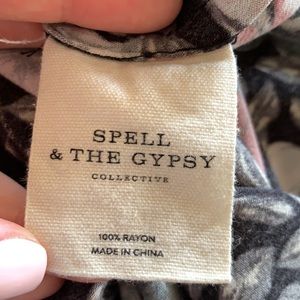 SPELL
& THE GYPSY
COLLECTIVE
100% RAYON
MADE IN CHINA